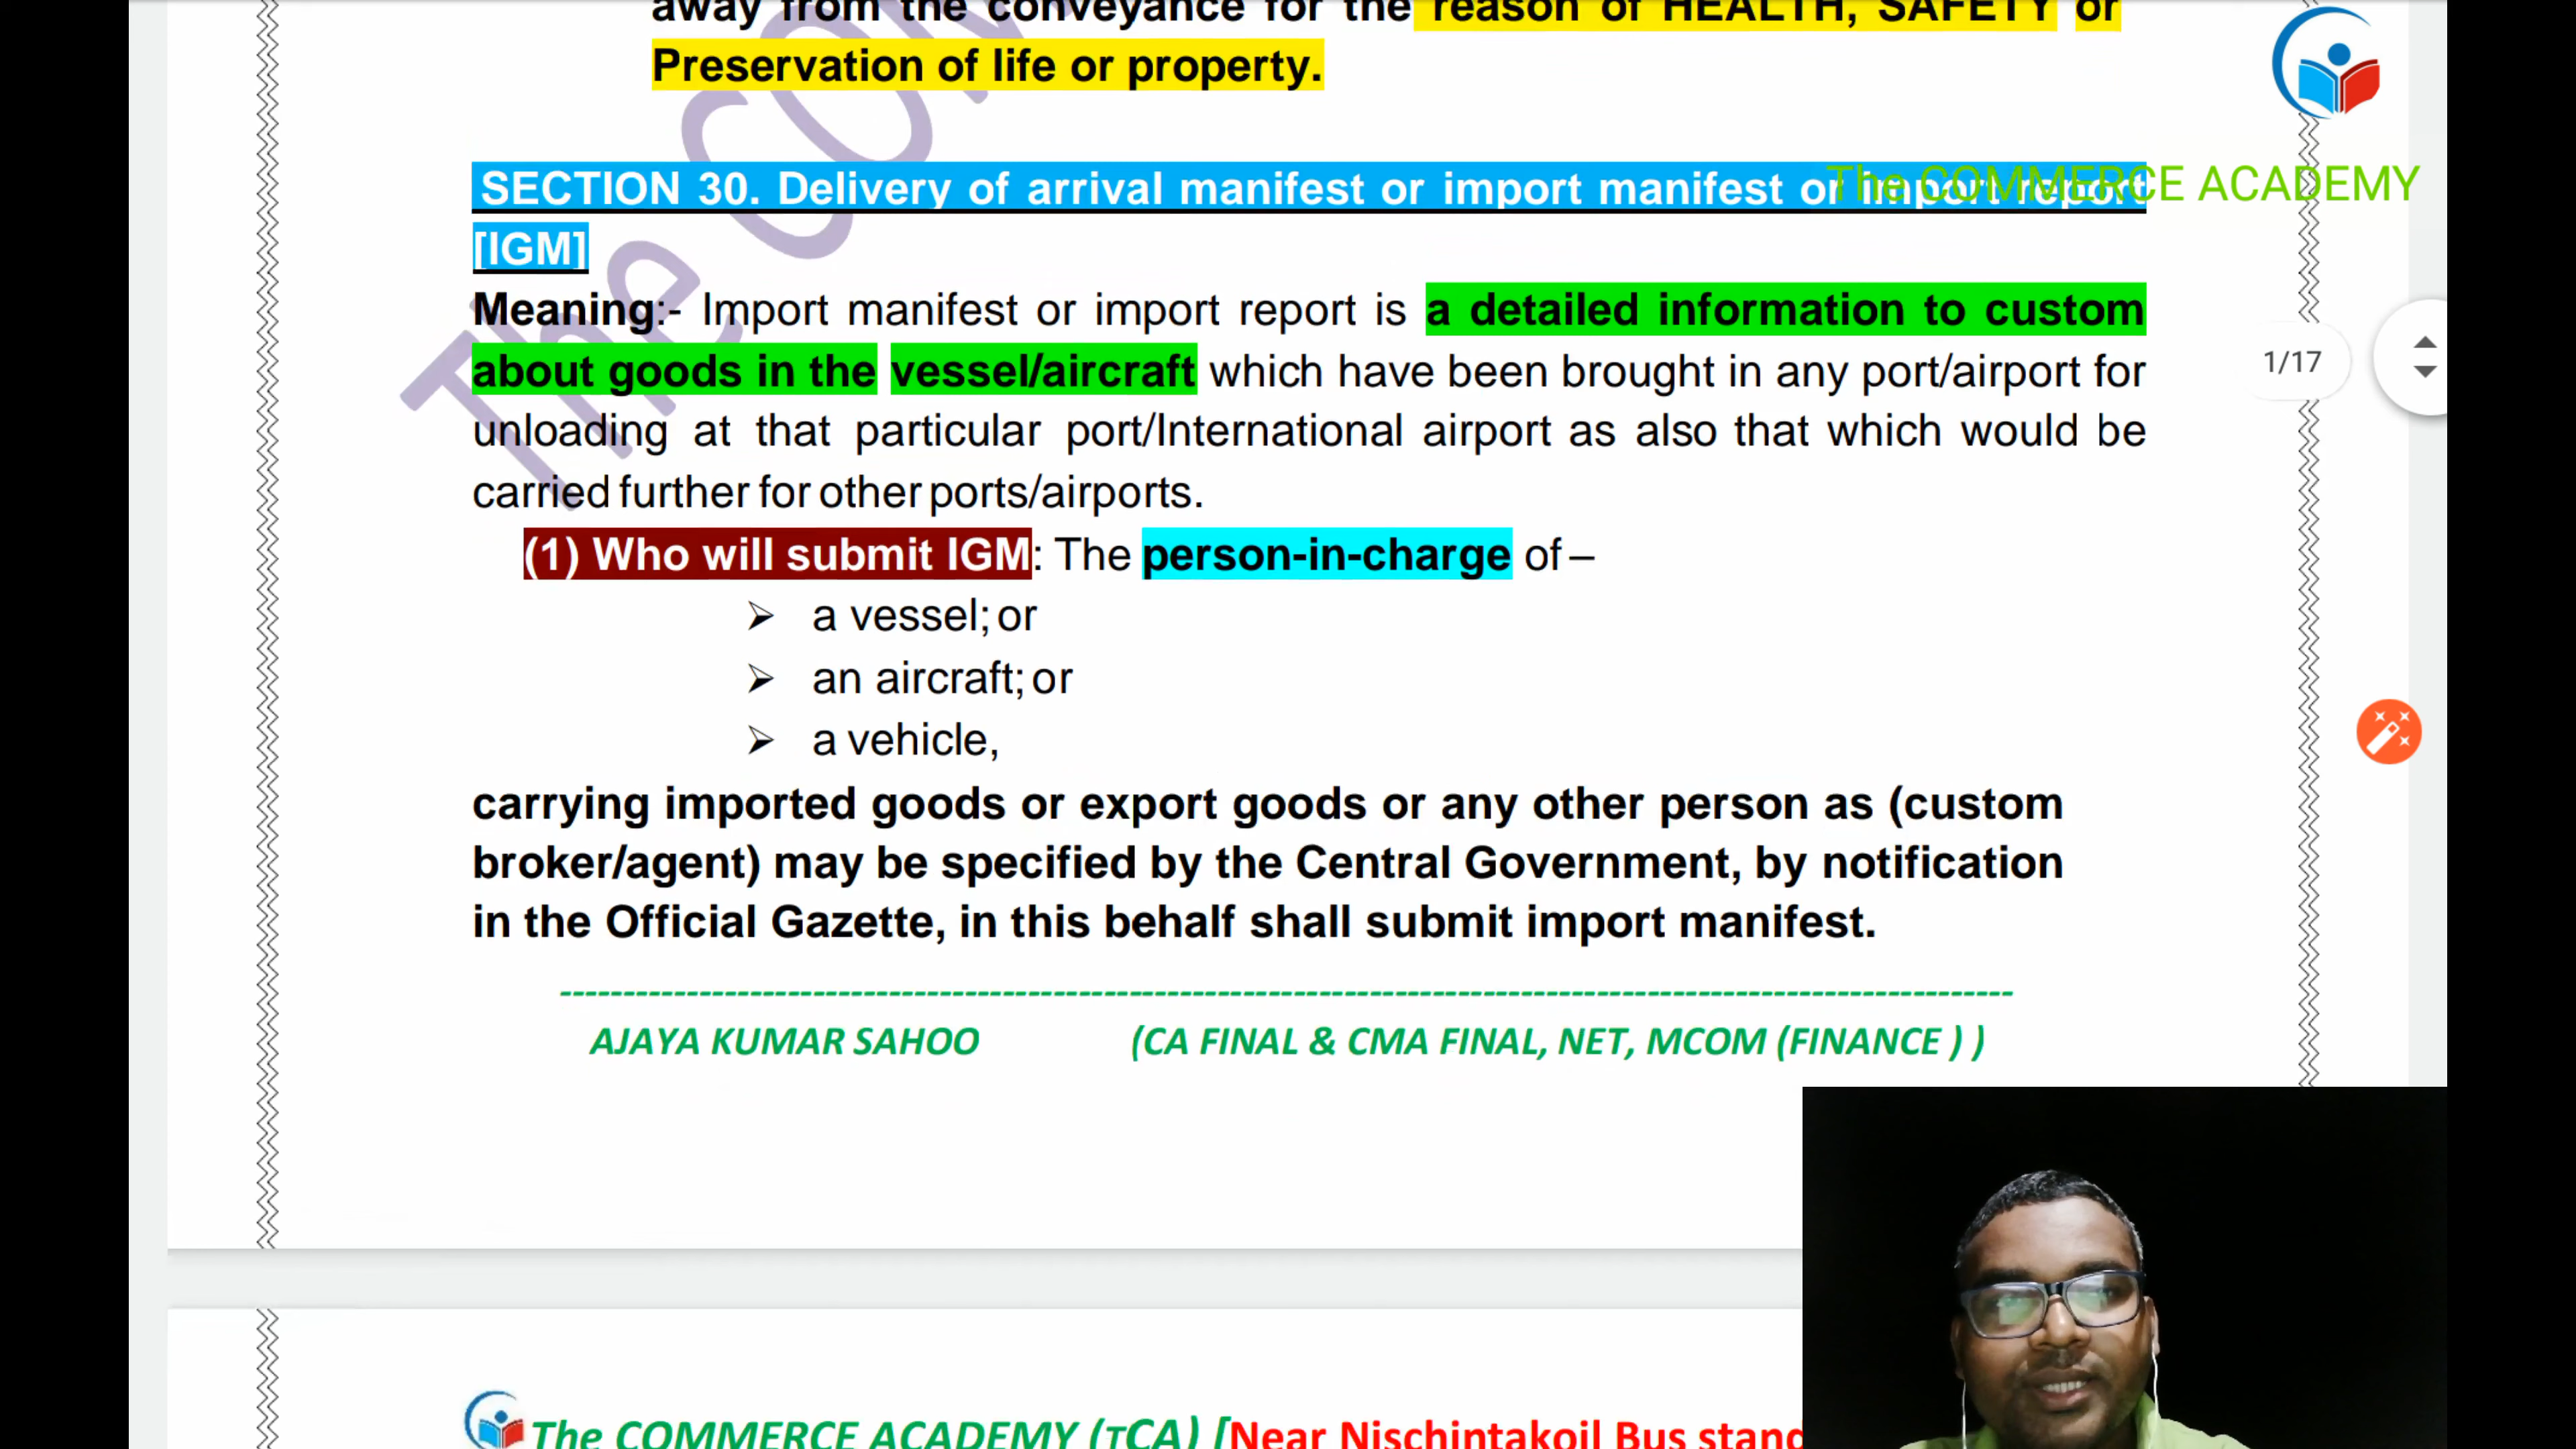 away from the conveyance for the reason of HEALTH, SAFETY or
Preservation of life or property.
SECTION 30. Delivery of arrival manifest or import manifest or import report
The COMMERCE ACADEMY
[IGM]
Meaning:- Import manifest or import report is a detailed information to custom
about goods in the vessel/aircraft which have been brought in any port/airport for
1/17
unloading at that particular port/International airport as also that which would be
carried further for other ports/airports.
(1) Who will submit IGM: The person-in-charge of –
➢ a vessel; or
➢ an aircraft; or
➢ a vehicle,
carrying imported goods or export goods or any other person as (custom
broker/agent) may be specified by the Central Government, by notification
in the Official Gazette, in this behalf shall submit import manifest.
AJAYA KUMAR SAHOO (CA FINAL & CMA FINAL, NET, MCOM (FINANCE ) )
The COMMERCE ACADEMY (TCA) [Near Nischintakoil Bus stand